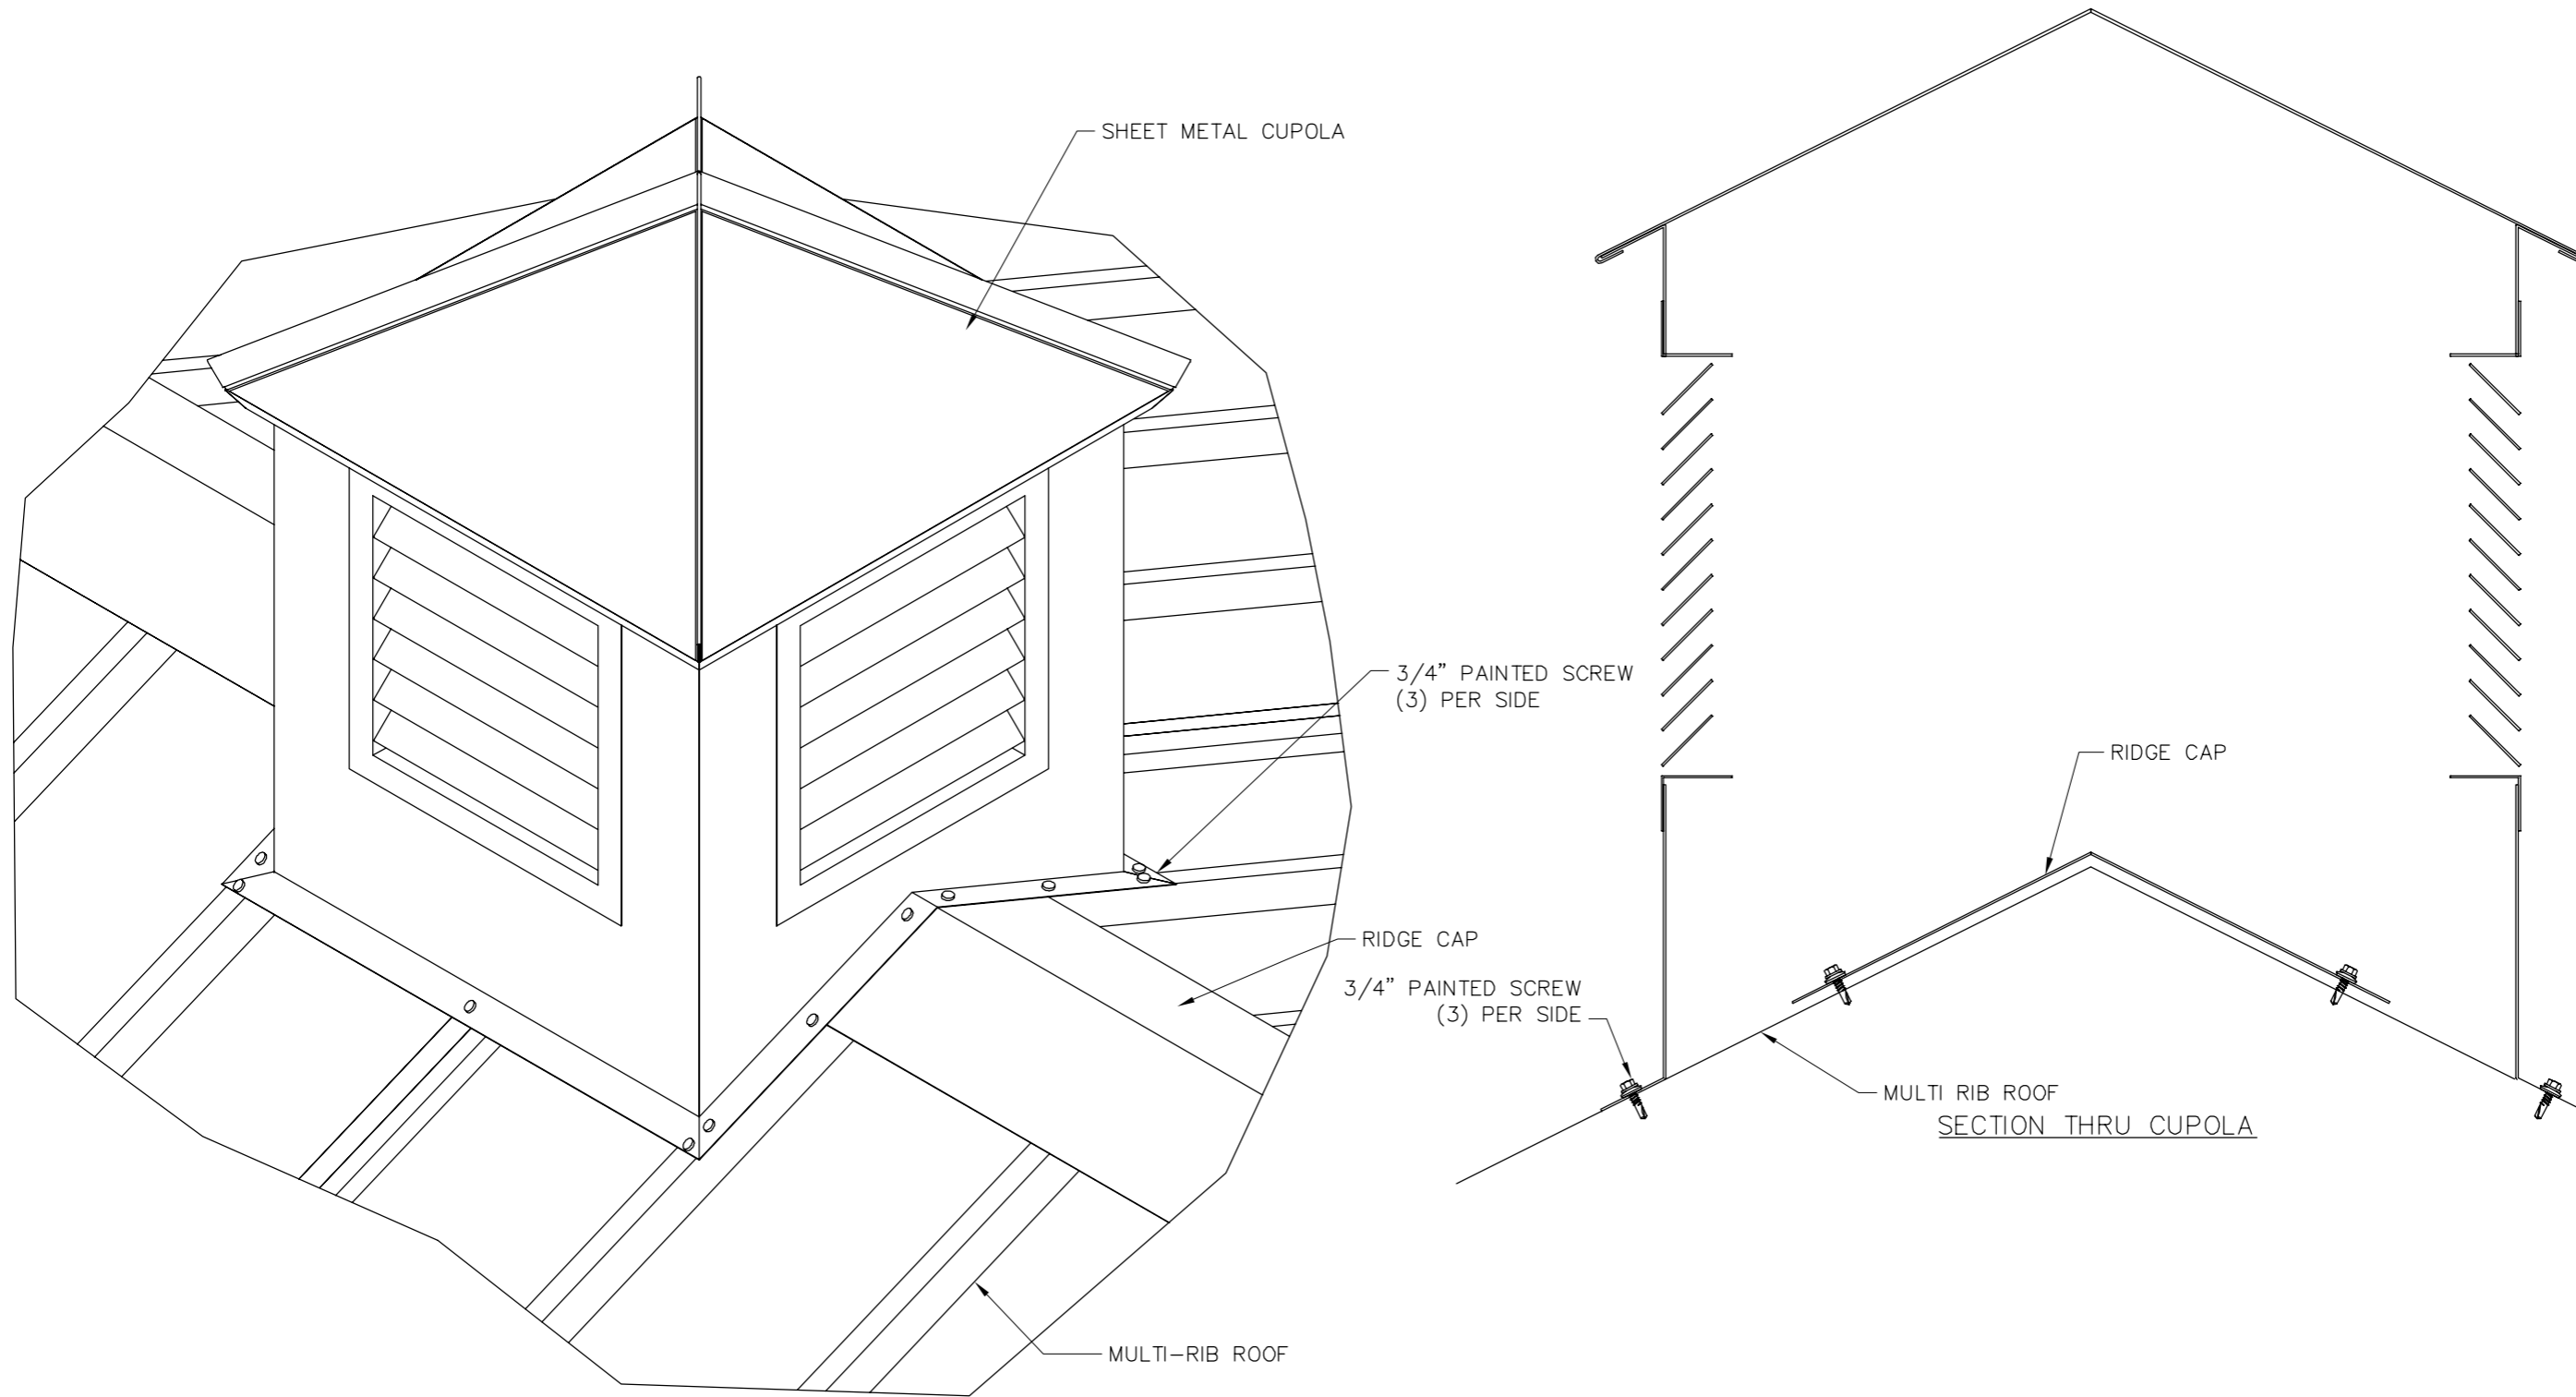 SHEET METAL CUPOLA
3/4" PAINTED SCREW
(3) PER SIDE
RIDGE CAP
RIDGE CAP
3/4" PAINTED SCREW
(3) PER SIDE
MULTI RIB ROOF
SECTION THRU CUPOLA
MULTI-RIB ROOF